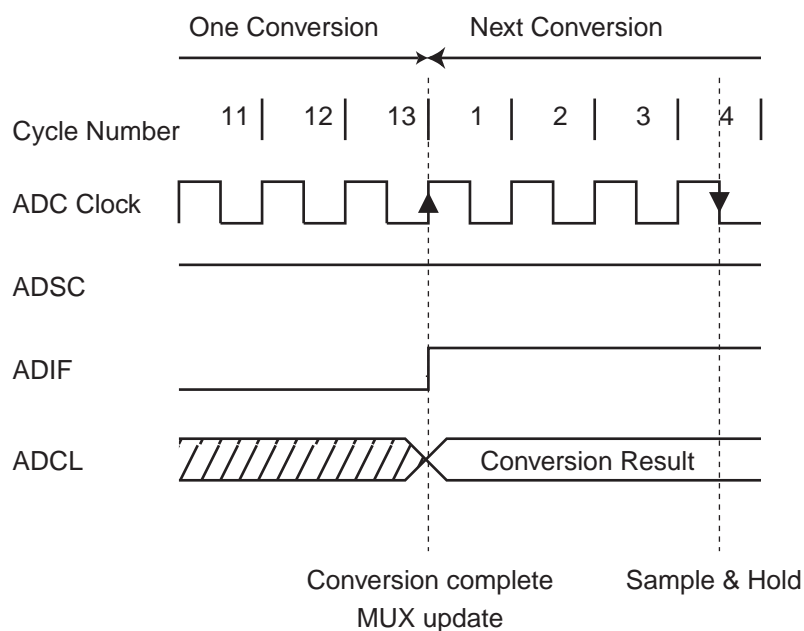 One Conversion Next Conversion
Cycle Number 11 12 13 1 2 3 4
ADC Clock
ADSC
ADIF
ADCL Conversion Result
Conversion complete Sample & Hold
MUX update